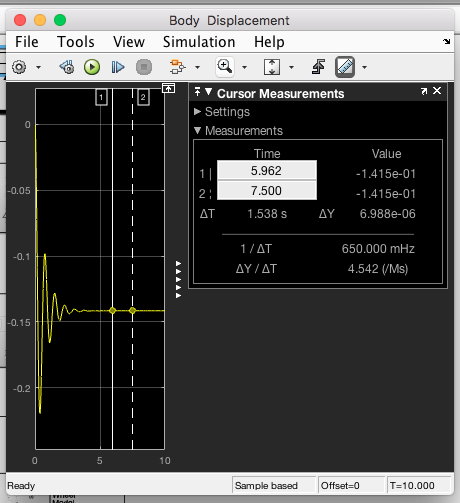 Body Displacement
File Tools View Simulation Help
Cursor Measurements
Settings
Measurements
Time Value
1 | 5.962 -1.415e-01
2 ¦ 7.500 -1.415e-01
ΔT 1.538 s ΔY 6.988e-06
1 / ΔT 650.000 mHz
ΔY / ΔT 4.542 (/Ms)
1 2
0
-0.05
-0.1
-0.15
-0.2
0 5 10
Ready Sample based Offset=0 T=10.000